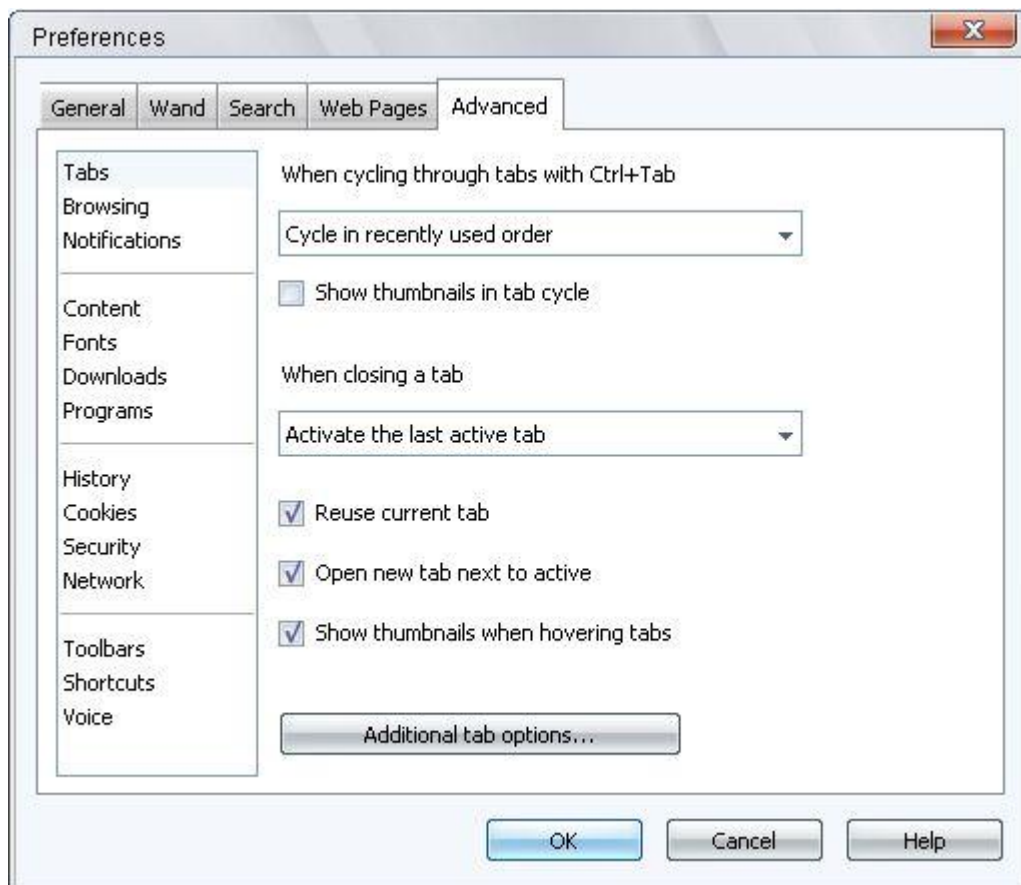 Preferences
General Wand Search Web Pages Advanced
Tabs
Browsing
Notifications
Content
Fonts
Downloads
Programs
History
Cookies
Security
Network
Toolbars
Shortcuts
Voice
When cycling through tabs with Ctrl+Tab
Cycle in recently used order
Show thumbnails in tab cycle
When closing a tab
Activate the last active tab
Reuse current tab
Open new tab next to active
Show thumbnails when hovering tabs
Additional tab options...
OK Cancel Help